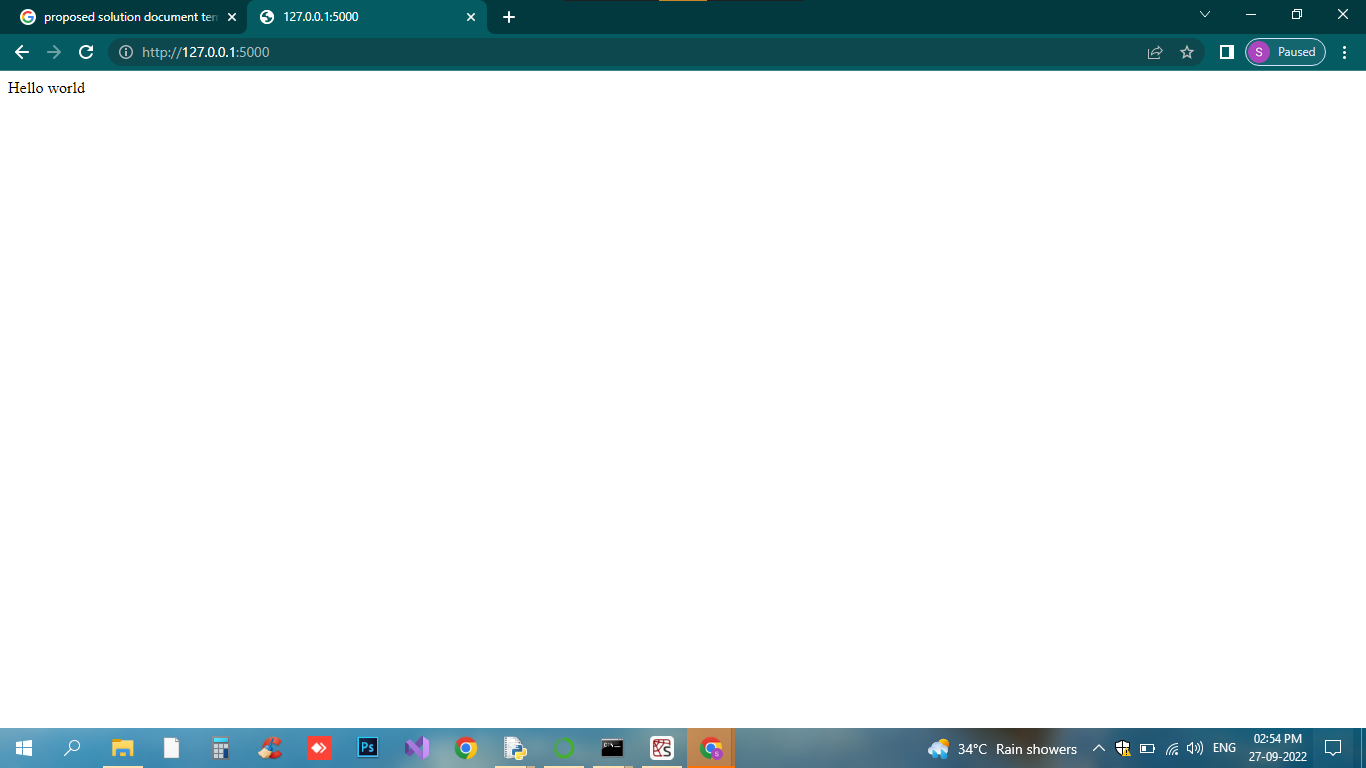 proposed solution document ter
127.0.0.1:5000
http://127.0.0.1:5000
S
Paused
Hello world
Ps
34°C Rain showers
ENG
02:54 PM
27-09-2022